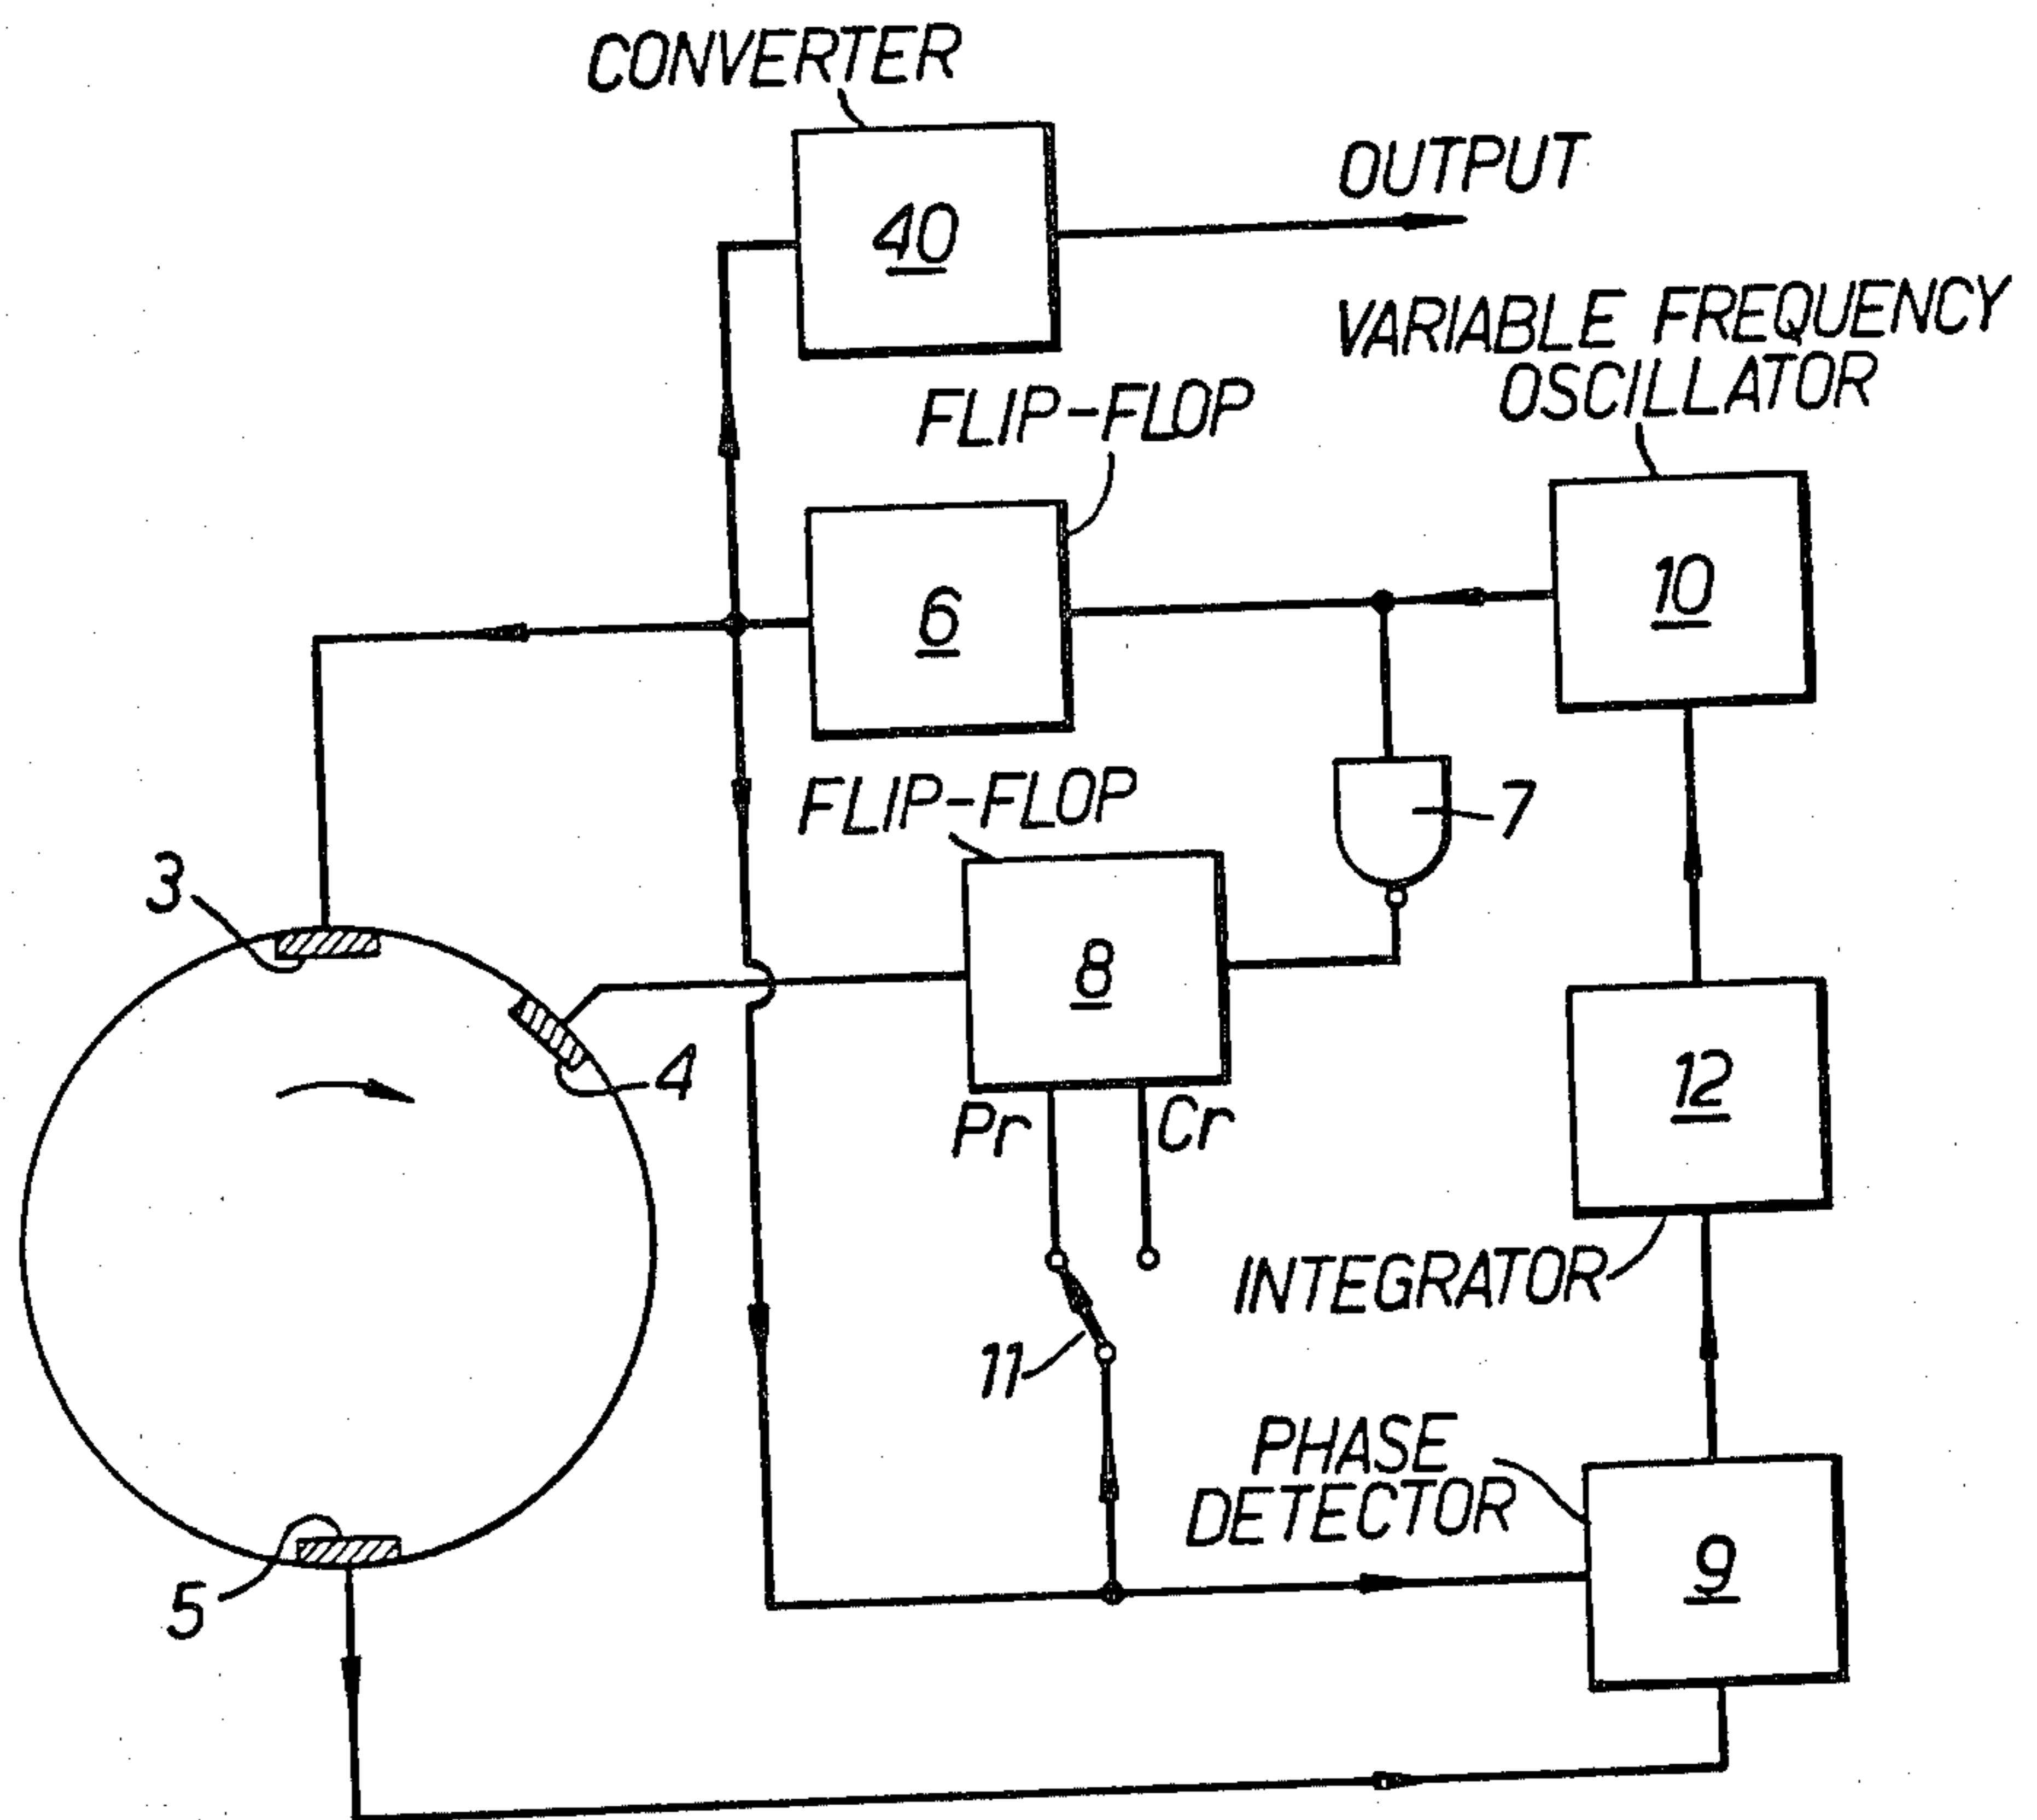 CONVERTER
40
OUTPUT
VARIABLE FREQUENCY
OSCILLATOR
FLIP-FLOP
6
10
7
FLIP-FLOP
3
8
4
12
Pr
Cr
INTEGRATOR
11
PHASE
DETECTOR
9
5